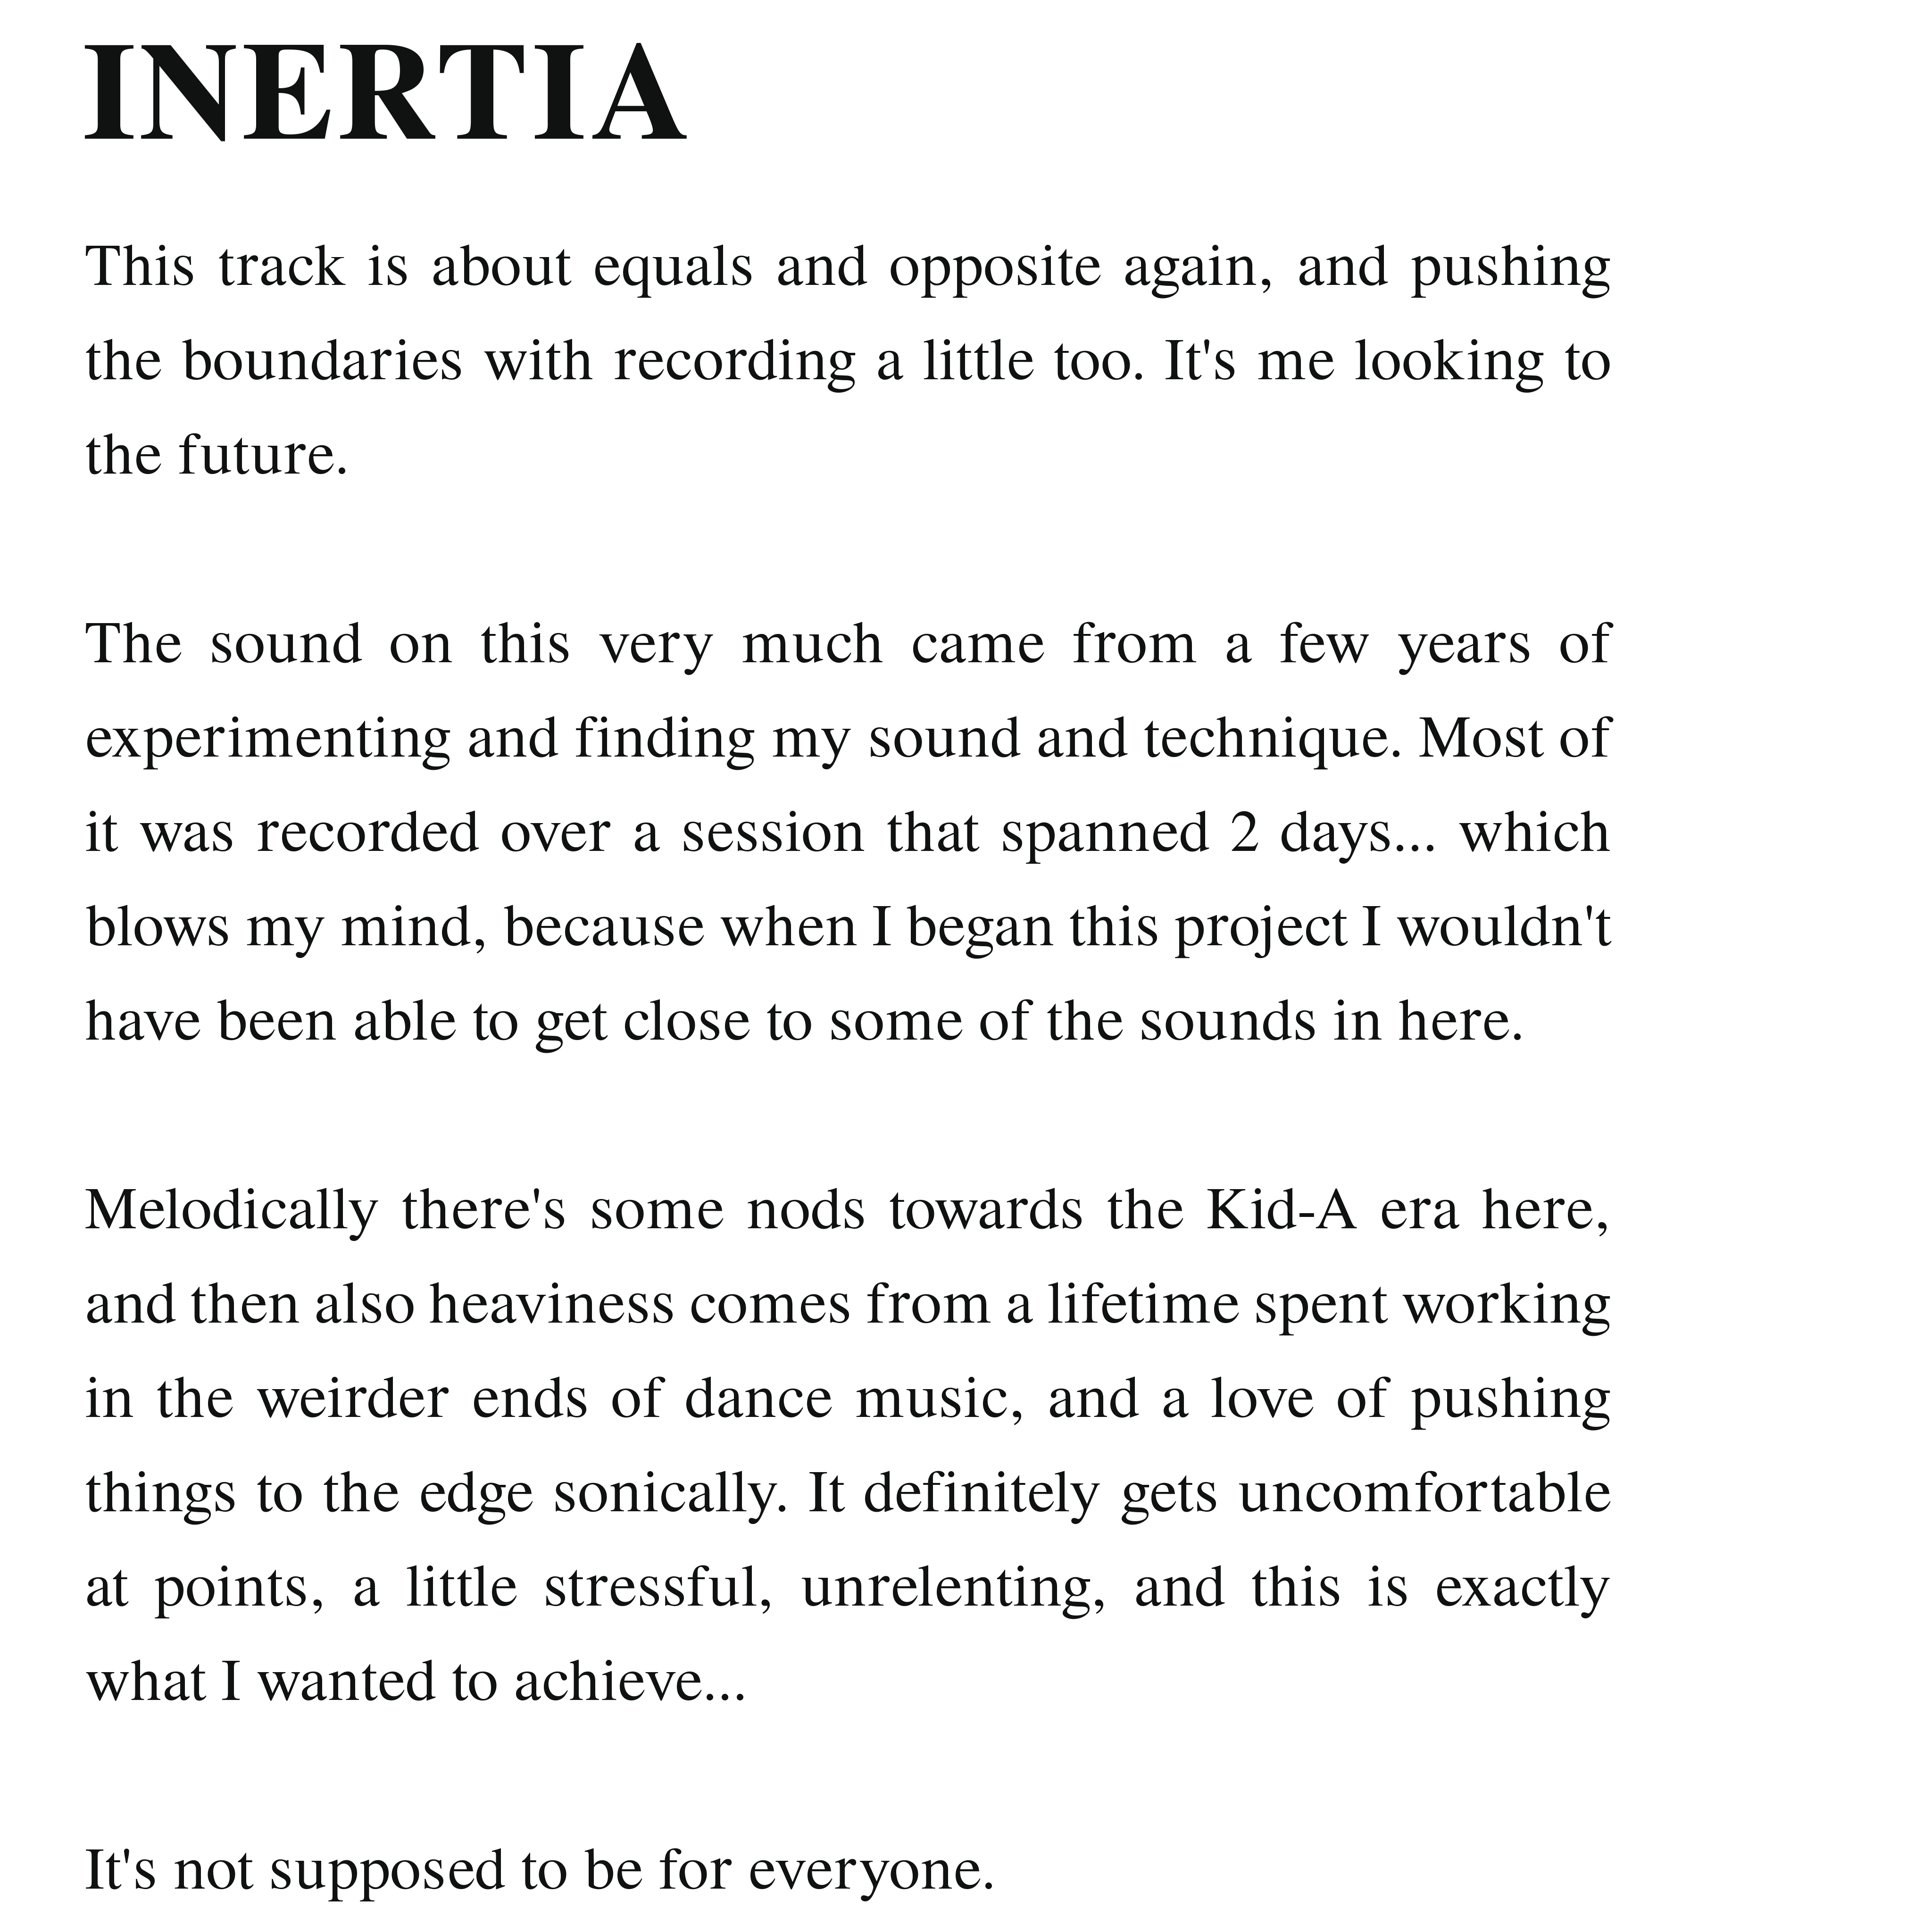 INERTIA
This track is about equals and opposite again, and pushing
the boundaries with recording a little too. It's me looking to
the future.
The sound on this very much came from a few years of
experimenting and finding my sound and technique. Most of
it was recorded over a session that spanned 2 days... which
blows my mind, because when I began this project I wouldn't
have been able to get close to some of the sounds in here.
Melodically there's some nods towards the Kid-A era here,
and then also heaviness comes from a lifetime spent working
in the weirder ends of dance music, and a love of pushing
things to the edge sonically. It definitely gets uncomfortable
at points, a little stressful, unrelenting, and this is exactly
what I wanted to achieve...
It's not supposed to be for everyone.